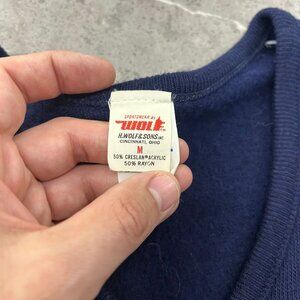 SPORTSWEAR BY
WOLF
H.WOLF&SONS INC.
CINCINNATI, OHIO
M
50% CRESLAN® ACRYLIC
50% RAYON